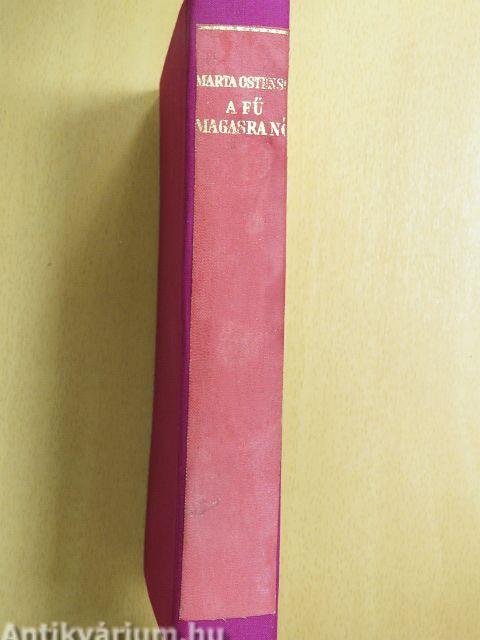 MARTA OSTENS
A FŰ
MAGASRA NŐ
Antikvárium.hu